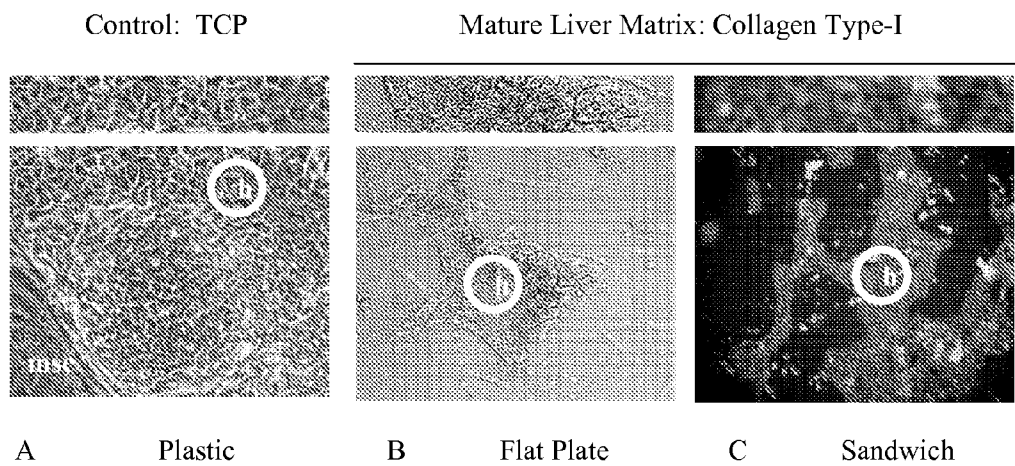 Control: TCP
Mature Liver Matrix: Collagen Type-I
h
h
h
msc
A Plastic
B Flat Plate
C Sandwich